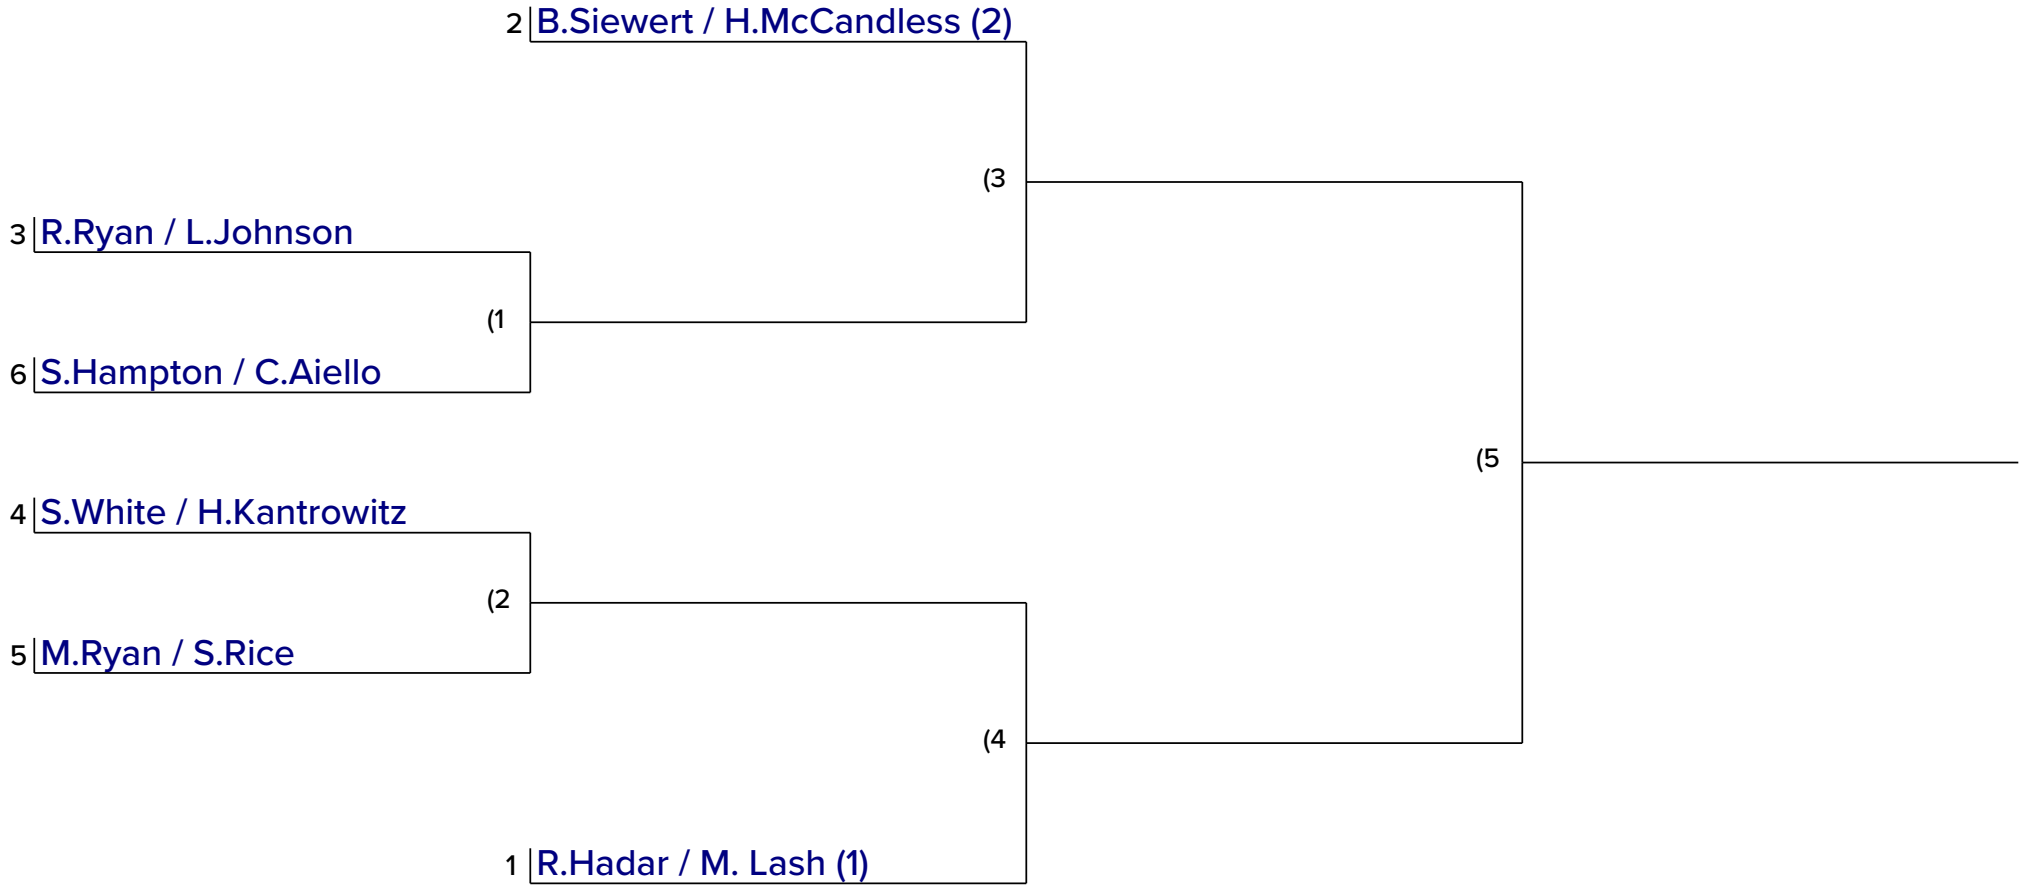 2 B.Siewert / H.McCandless (2)
(3
3 R.Ryan / L.Johnson
(1
6 S.Hampton / C.Aiello
(5
4 S.White / H.Kantrowitz
(2
5 M.Ryan / S.Rice
(4
1 R.Hadar / M. Lash (1)